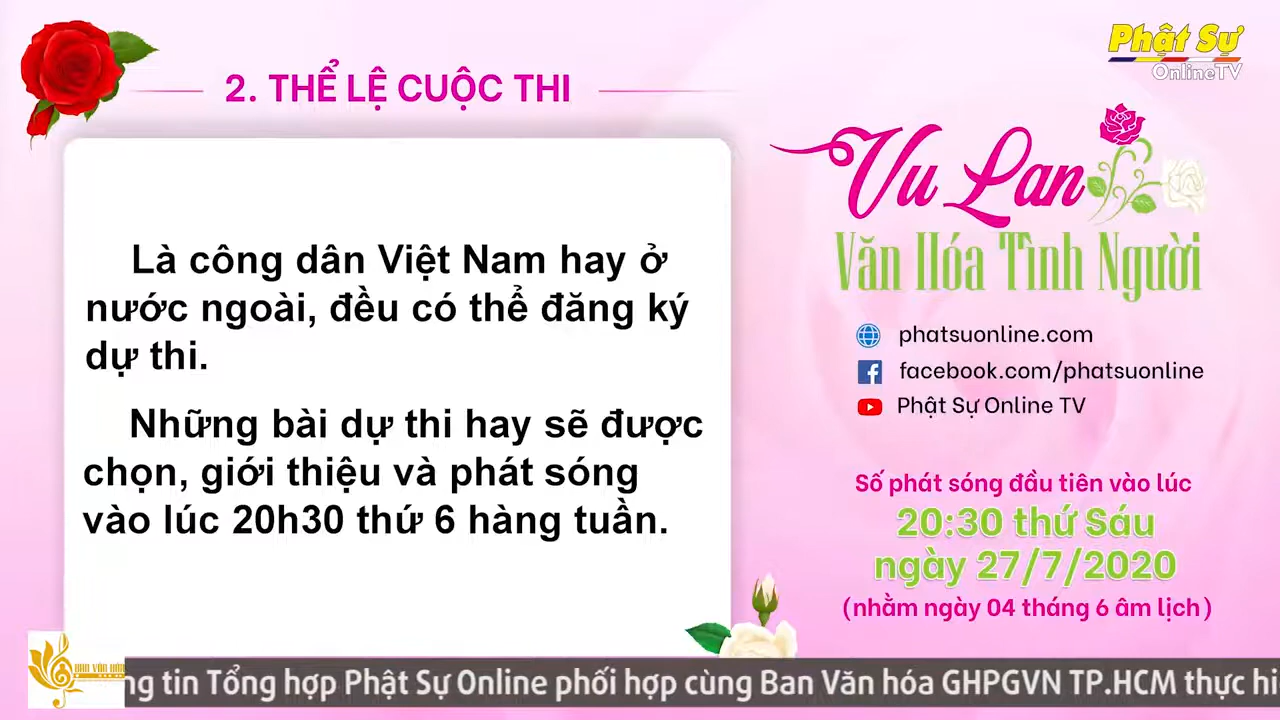 Phật Sự
OnlineTV
2. THỂ LỆ CUỘC THI
Là công dân Việt Nam hay ở
nước ngoài, đều có thể đăng ký
dự thi.
Những bài dự thi hay sẽ được
chọn, giới thiệu và phát sóng
vào lúc 20h30 thứ 6 hàng tuần.
Vu Lan
Văn Hóa Tình Người
phatsuonline.com
facebook.com/phatsuonline
Phật Sự Online TV
Số phát sóng đầu tiên vào lúc
20:30 thứ Sáu
ngày 27/7/2020
(nhằm ngày 04 tháng 6 âm lịch)
BAN VĂN HÓA
ng tin Tổng hợp Phật Sự Onlne phối hợp cùng Ban Văn hóa GHPGVN TP.HCM thực hi